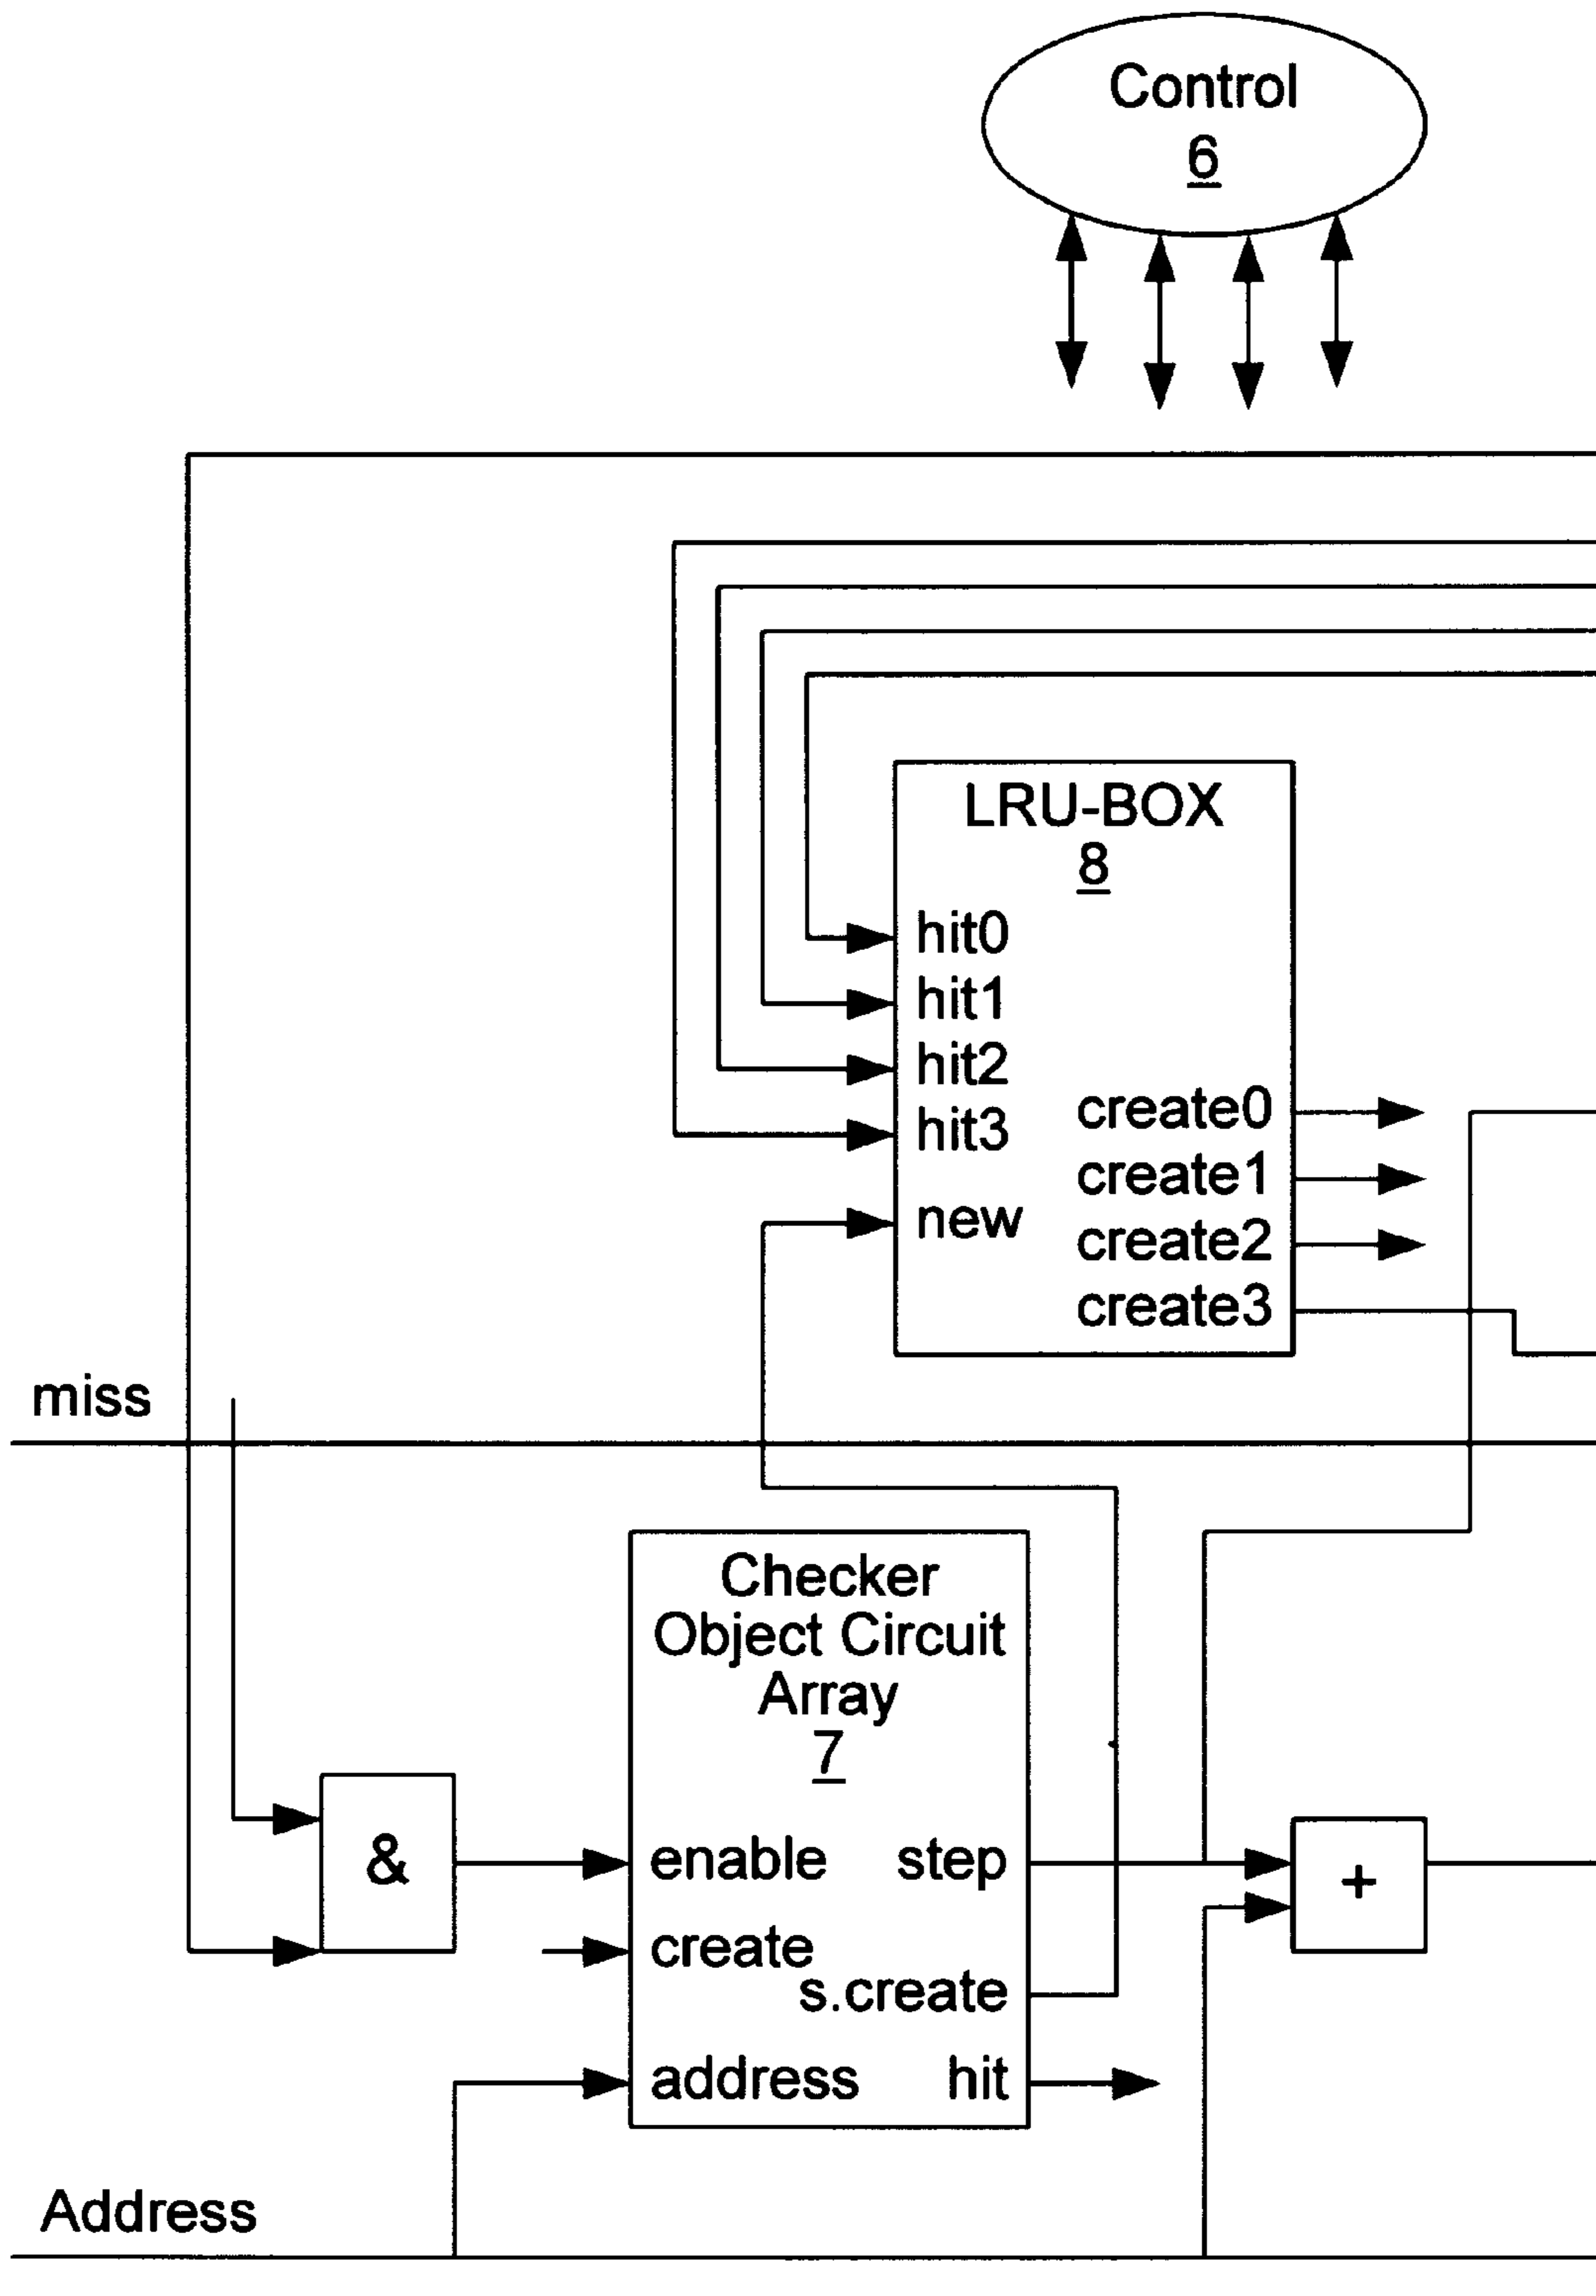 Control
6
LRU-BOX
8
hit0
hit1
hit2
hit3
new
create0
create1
create2
create3
miss
Checker
Object Circuit
Array
7
&
enable
step
+
create
s.create
address
hit
Address